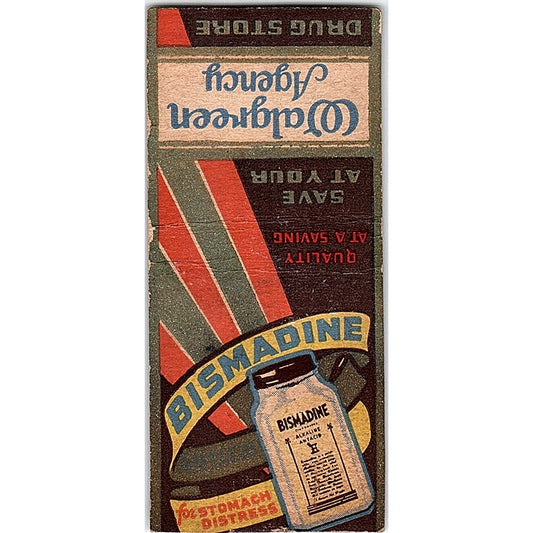 BISMADINE
for STOMACH
DISTRESS
BISMADINE
ALKALINE
ANTACID
QUALITY
AT A SAVING
SAVE
AT YOUR
Walgreen
Agency
DRUG STORE